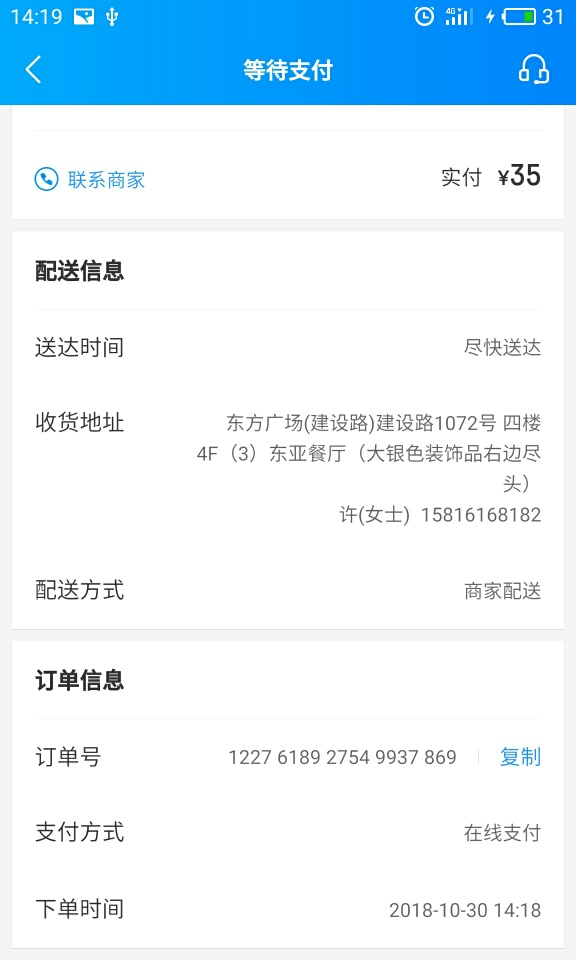 14:19 4G 31
等待支付
联系商家 实付 ¥35
配送信息
送达时间 尽快送达
收货地址 东方广场(建设路)建设路1072号 四楼
4F（3）东亚餐厅（大银色装饰品右边尽
头）
许(女士) 15816168182
配送方式 商家配送
订单信息
订单号 1227 6189 2754 9937 869 复制
支付方式 在线支付
下单时间 2018-10-30 14:18